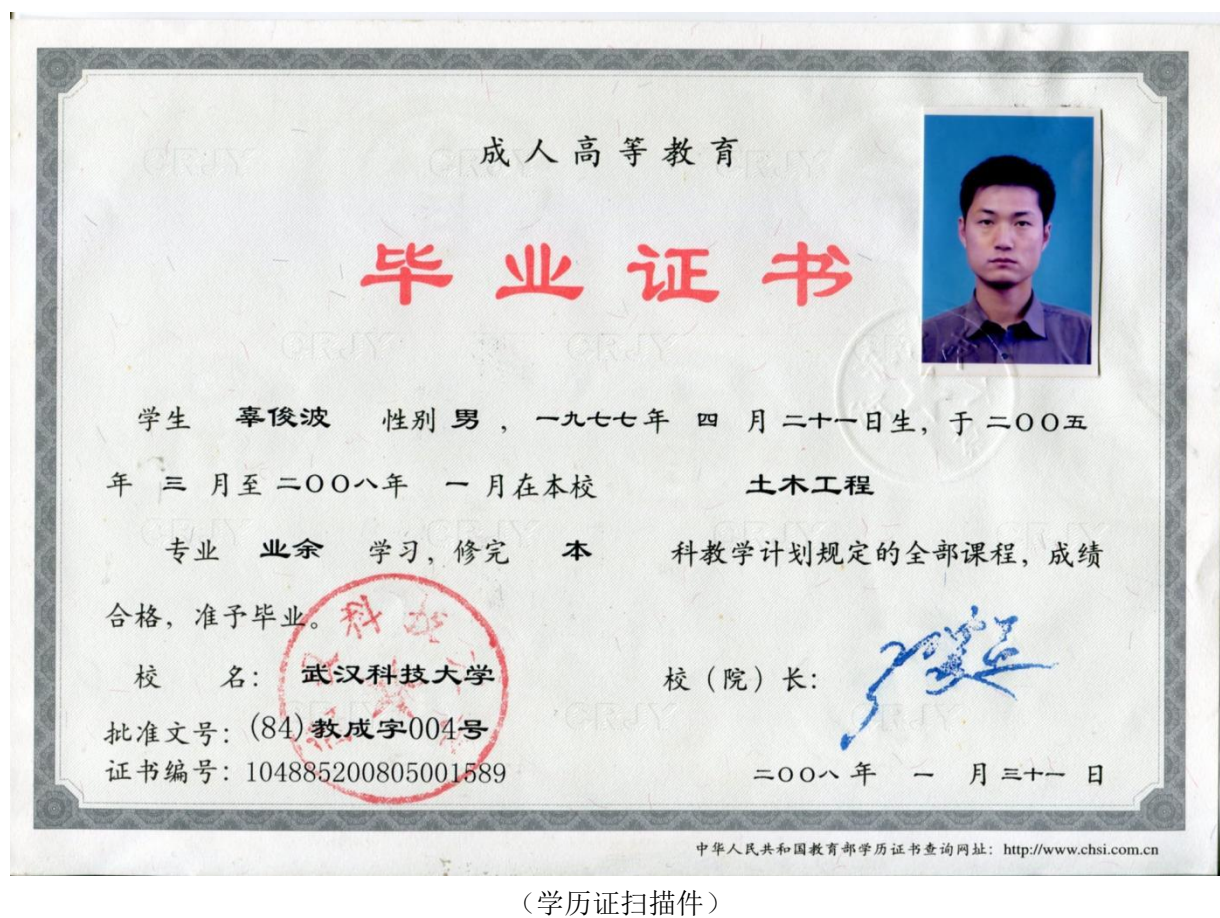 成人高等教育
毕业证书
学生 辜俊波 性别 男 ，一九七七年 四 月 二十一日生，于 二〇〇五
年 三 月至 二〇〇八年 一 月在本校 土木工程
专业 业余 学习，修完 本 科教学计划规定的全部课程，成绩
合格，准予毕业。
校 名： 武汉科技大学 校（院）长：
批准文号：(84)教成字004号
证书编号：104885200805001589 二〇〇八 年 一 月 三十一 日
中华人民共和国教育部学历证书查询网址：http://www.chsi.com.cn
（学历证扫描件）